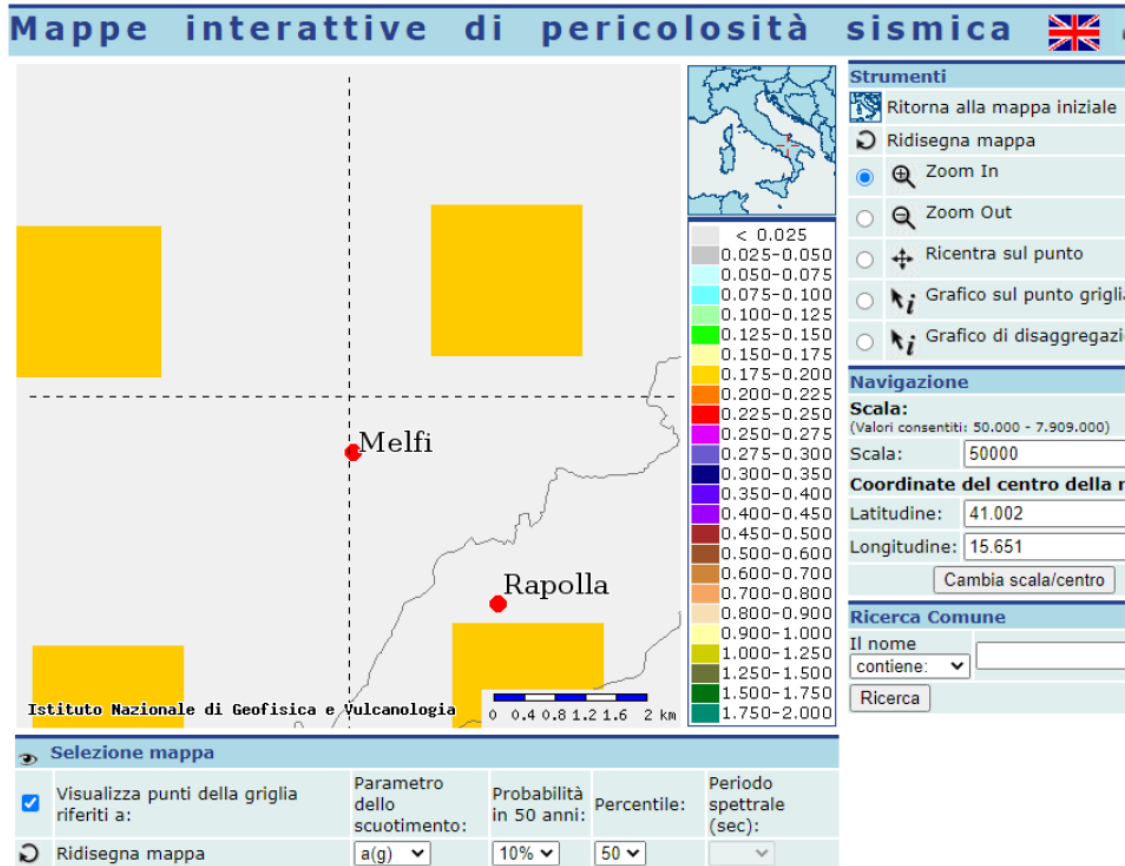 Mappe interattive di pericolosità sismica
Melfi
Rapolla
Istituto Nazionale di Geofisica e Vulcanologia
0 0.4 0.8 1.2 1.6 2 km
< 0.025
0.025-0.050
0.050-0.075
0.075-0.100
0.100-0.125
0.125-0.150
0.150-0.175
0.175-0.200
0.200-0.225
0.225-0.250
0.250-0.275
0.275-0.300
0.300-0.350
0.350-0.400
0.400-0.450
0.450-0.500
0.500-0.600
0.600-0.700
0.700-0.800
0.800-0.900
0.900-1.000
1.000-1.250
1.250-1.500
1.500-1.750
1.750-2.000
Strumenti
Ritorna alla mappa iniziale
Ridisegna mappa
Zoom In
Zoom Out
Ricentra sul punto
Grafico sul punto griglia
Grafico di disaggregazi
Navigazione
Scala:
(Valori consentiti: 50.000 - 7.909.000)
Scala: 50000
Coordinate del centro della
Latitudine: 41.002
Longitudine: 15.651
Cambia scala/centro
Ricerca Comune
Il nome
contiene:
Ricerca
Selezione mappa
Visualizza punti della griglia
riferiti a:
Parametro
dello
scuotimento:
Probabilità
in 50 anni:
Percentile:
Periodo
spettrale
(sec):
Ridisegna mappa
a(g)
10%
50